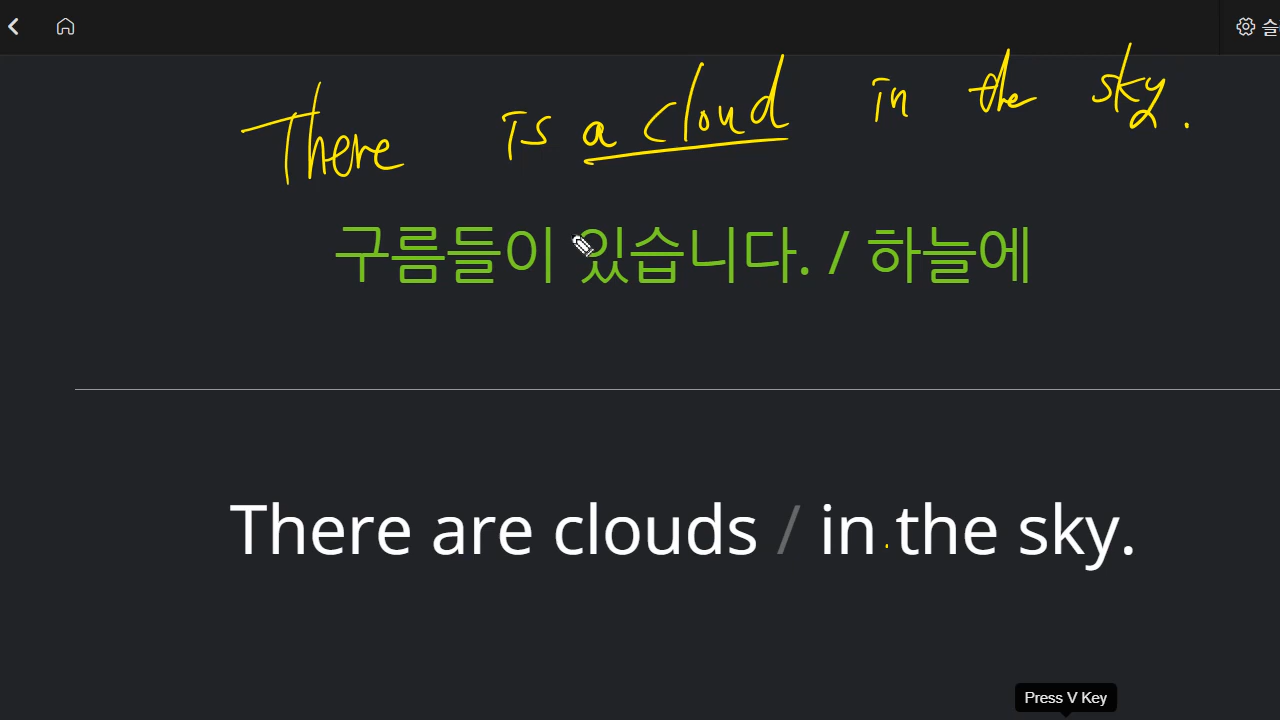 슬
There is a cloud in the sky.
구름들이 있습니다. / 하늘에
There are clouds / in the sky.
Press V Key